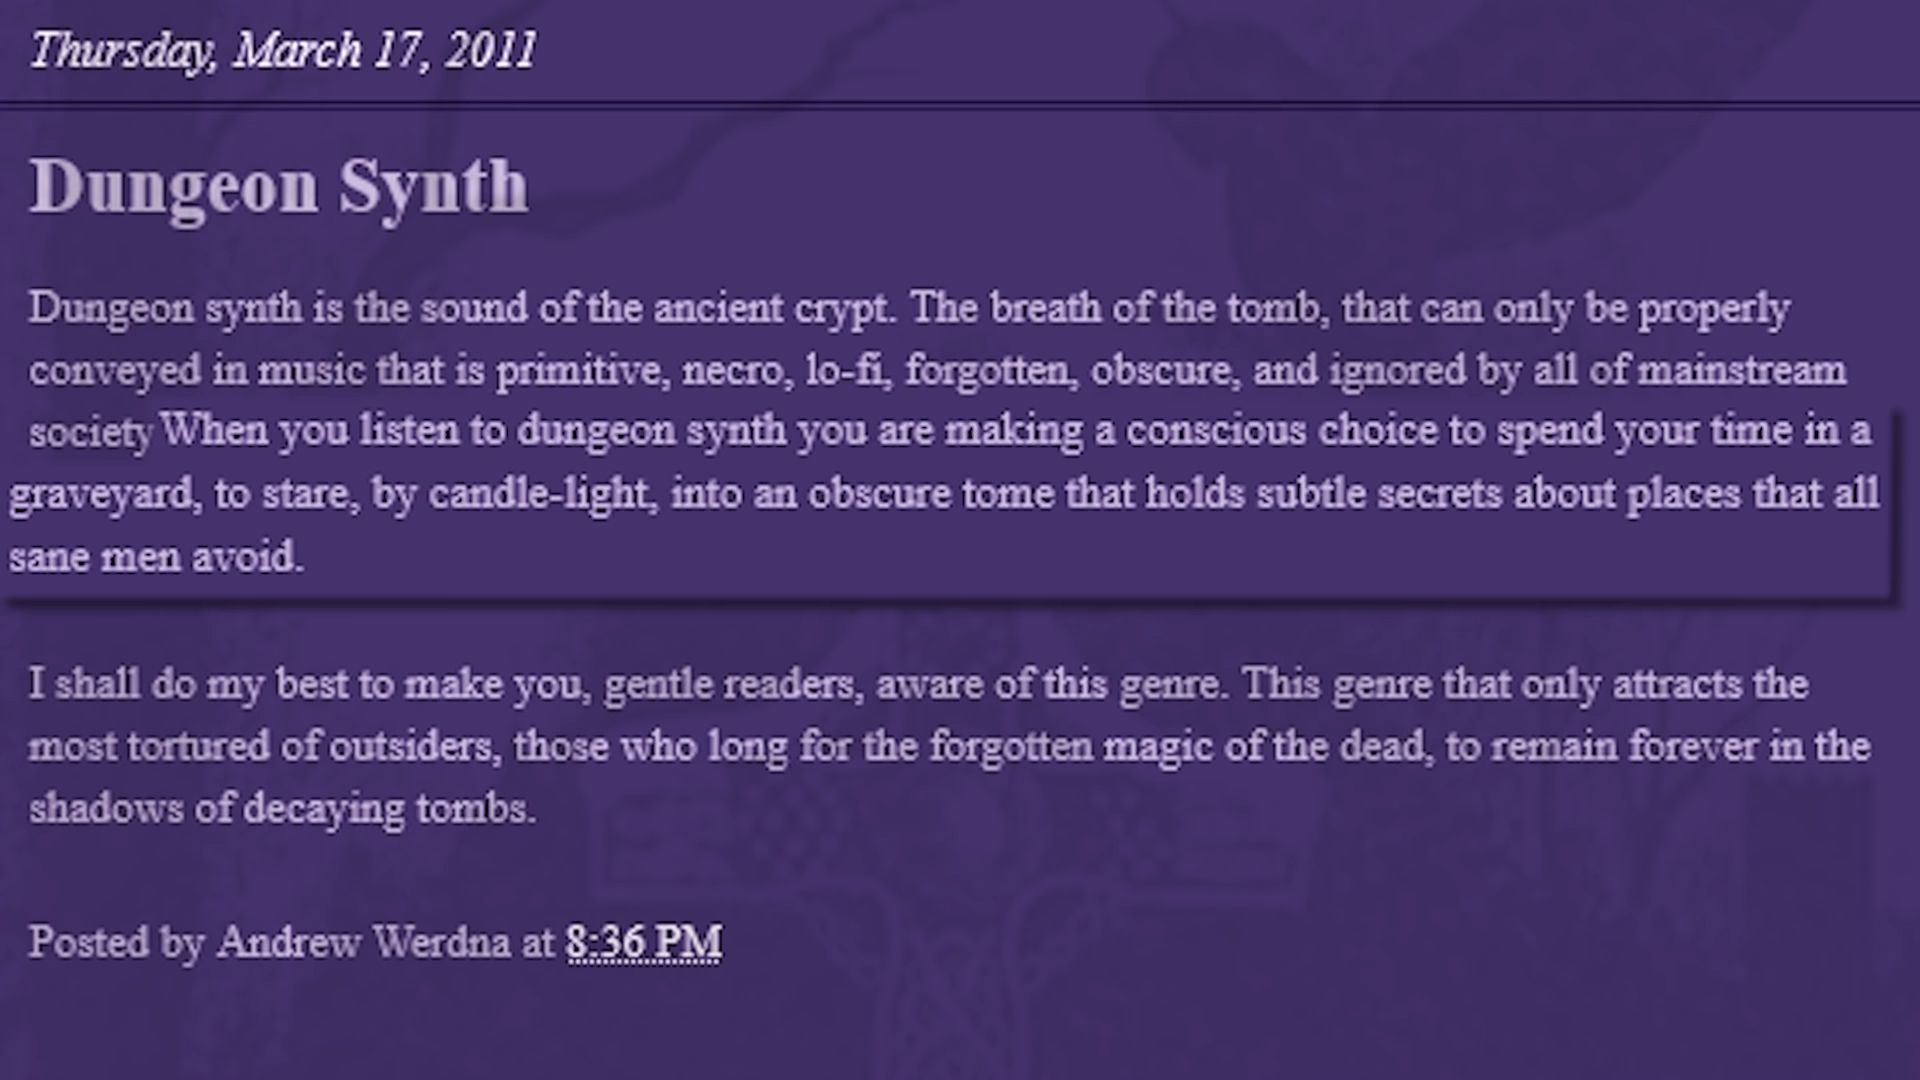 Thursday, March 17, 2011
Dungeon Synth
Dungeon synth is the sound of the ancient crypt. The breath of the tomb, that can only be properly
conveyed in music that is primitive, necro, lo-fi, forgotten, obscure, and ignored by all of mainstream
society When you listen to dungeon synth you are making a conscious choice to spend your time in a
graveyard, to stare, by candle-light, into an obscure tome that holds subtle secrets about places that all
sane men avoid.
I shall do my best to make you, gentle readers, aware of this genre. This genre that only attracts the
most tortured of outsiders, those who long for the forgotten magic of the dead, to remain forever in the
shadows of decaying tombs.
Posted by Andrew Werdna at 8:36 PM